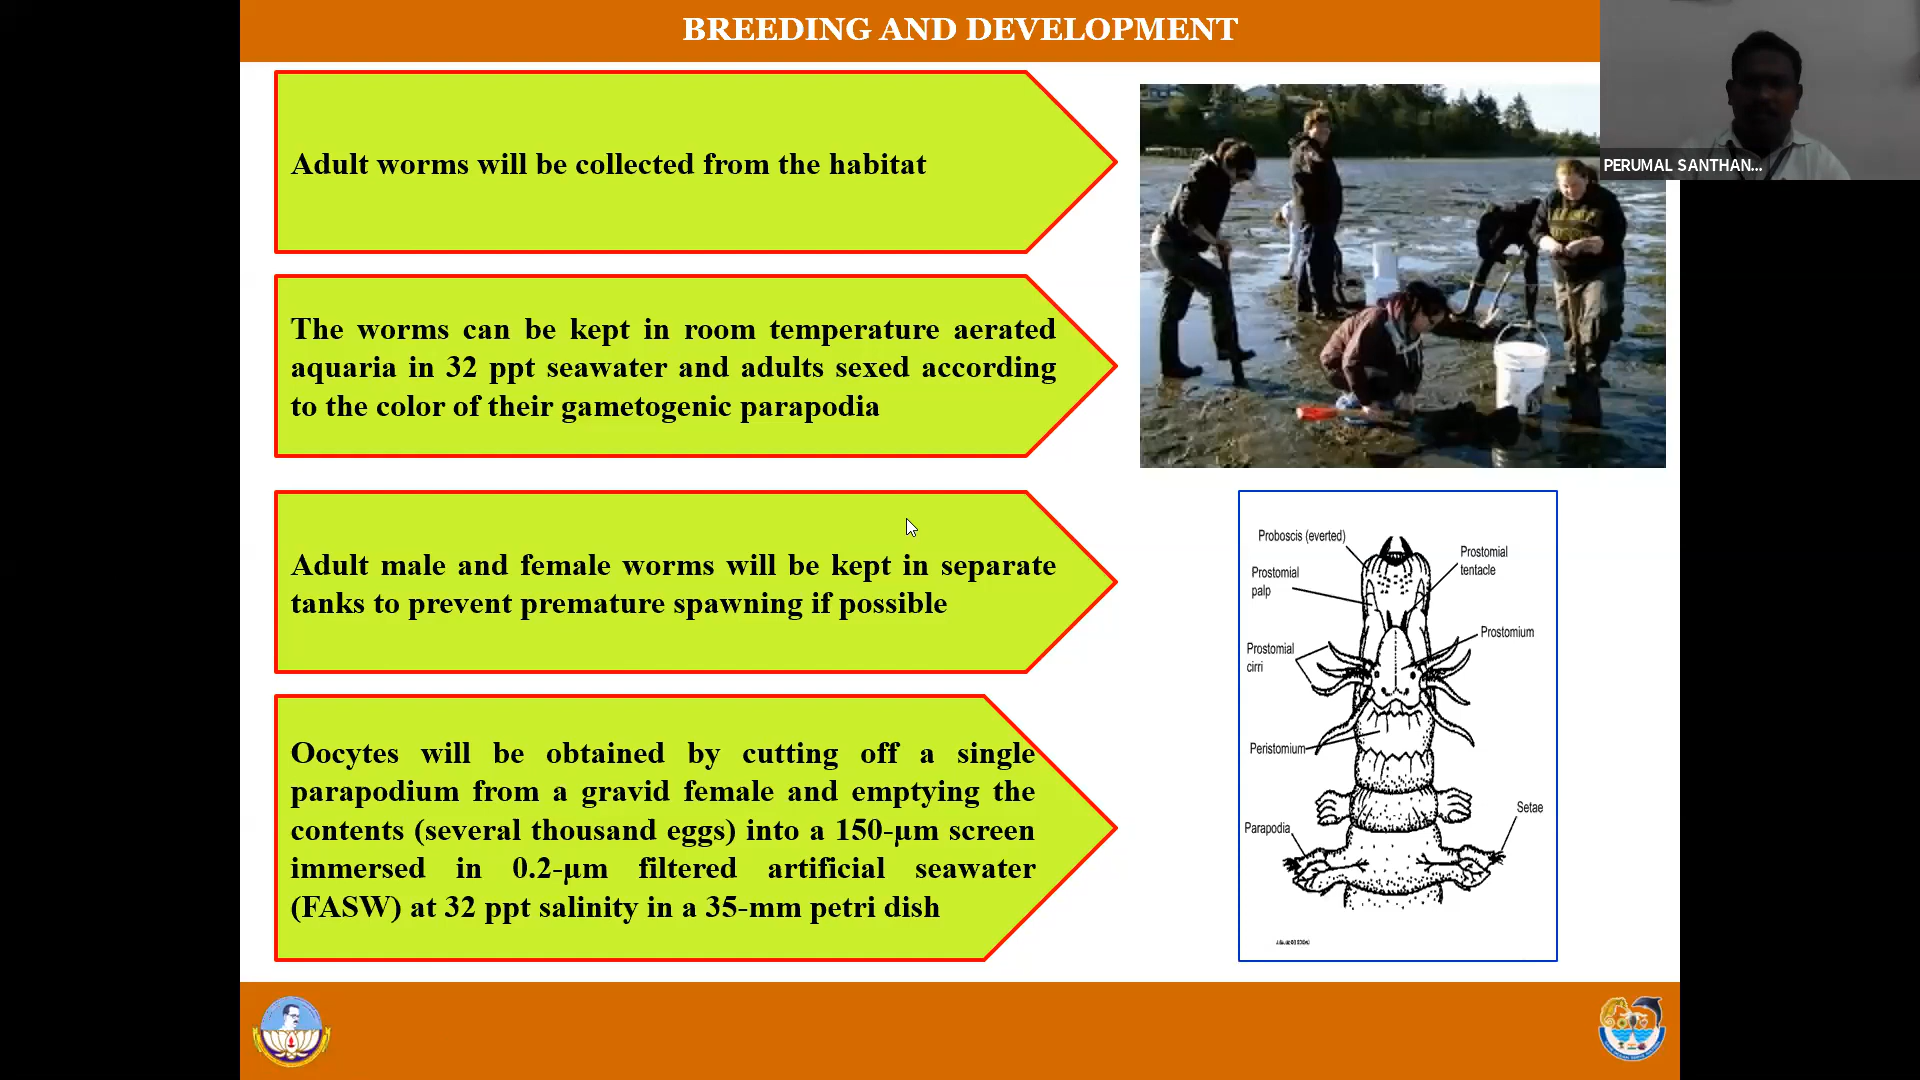 BREEDING AND DEVELOPMENT
PERUMAL SANTHAN...
Adult worms will be collected from the habitat
The worms can be kept in room temperature aerated
aquaria in 32 ppt seawater and adults sexed according
to the color of their gametogenic parapodia
Adult male and female worms will be kept in separate
tanks to prevent premature spawning if possible
Oocytes will be obtained by cutting off a single
parapodium from a gravid female and emptying the
contents (several thousand eggs) into a 150-µm screen
immersed in 0.2-µm filtered artificial seawater
(FASW) at 32 ppt salinity in a 35-mm petri dish
Proboscis (everted)
Prostomial
tentacle
Prostomial
palp
Prostomium
Prostomial
cirri
Peristomium
Setae
Parapodia